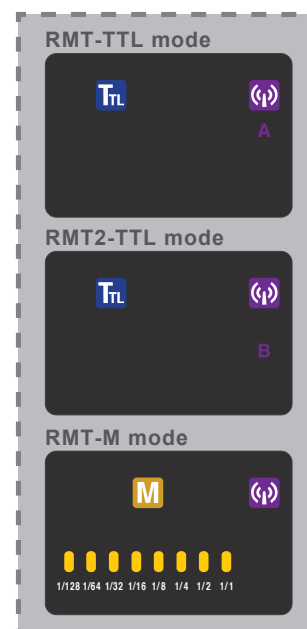 RMT-TTL mode
TTL
A
RMT2-TTL mode
TTL
B
RMT-M mode
M
1/128 1/64 1/32 1/16 1/8 1/4 1/2 1/1